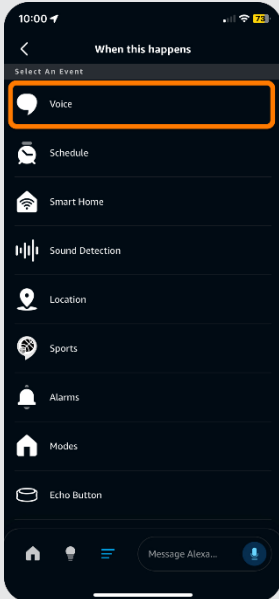 10:00
73
When this happens
Select An Event
Voice
Schedule
Smart Home
Sound Detection
Location
Sports
Alarms
Modes
Echo Button
Message Alexa...